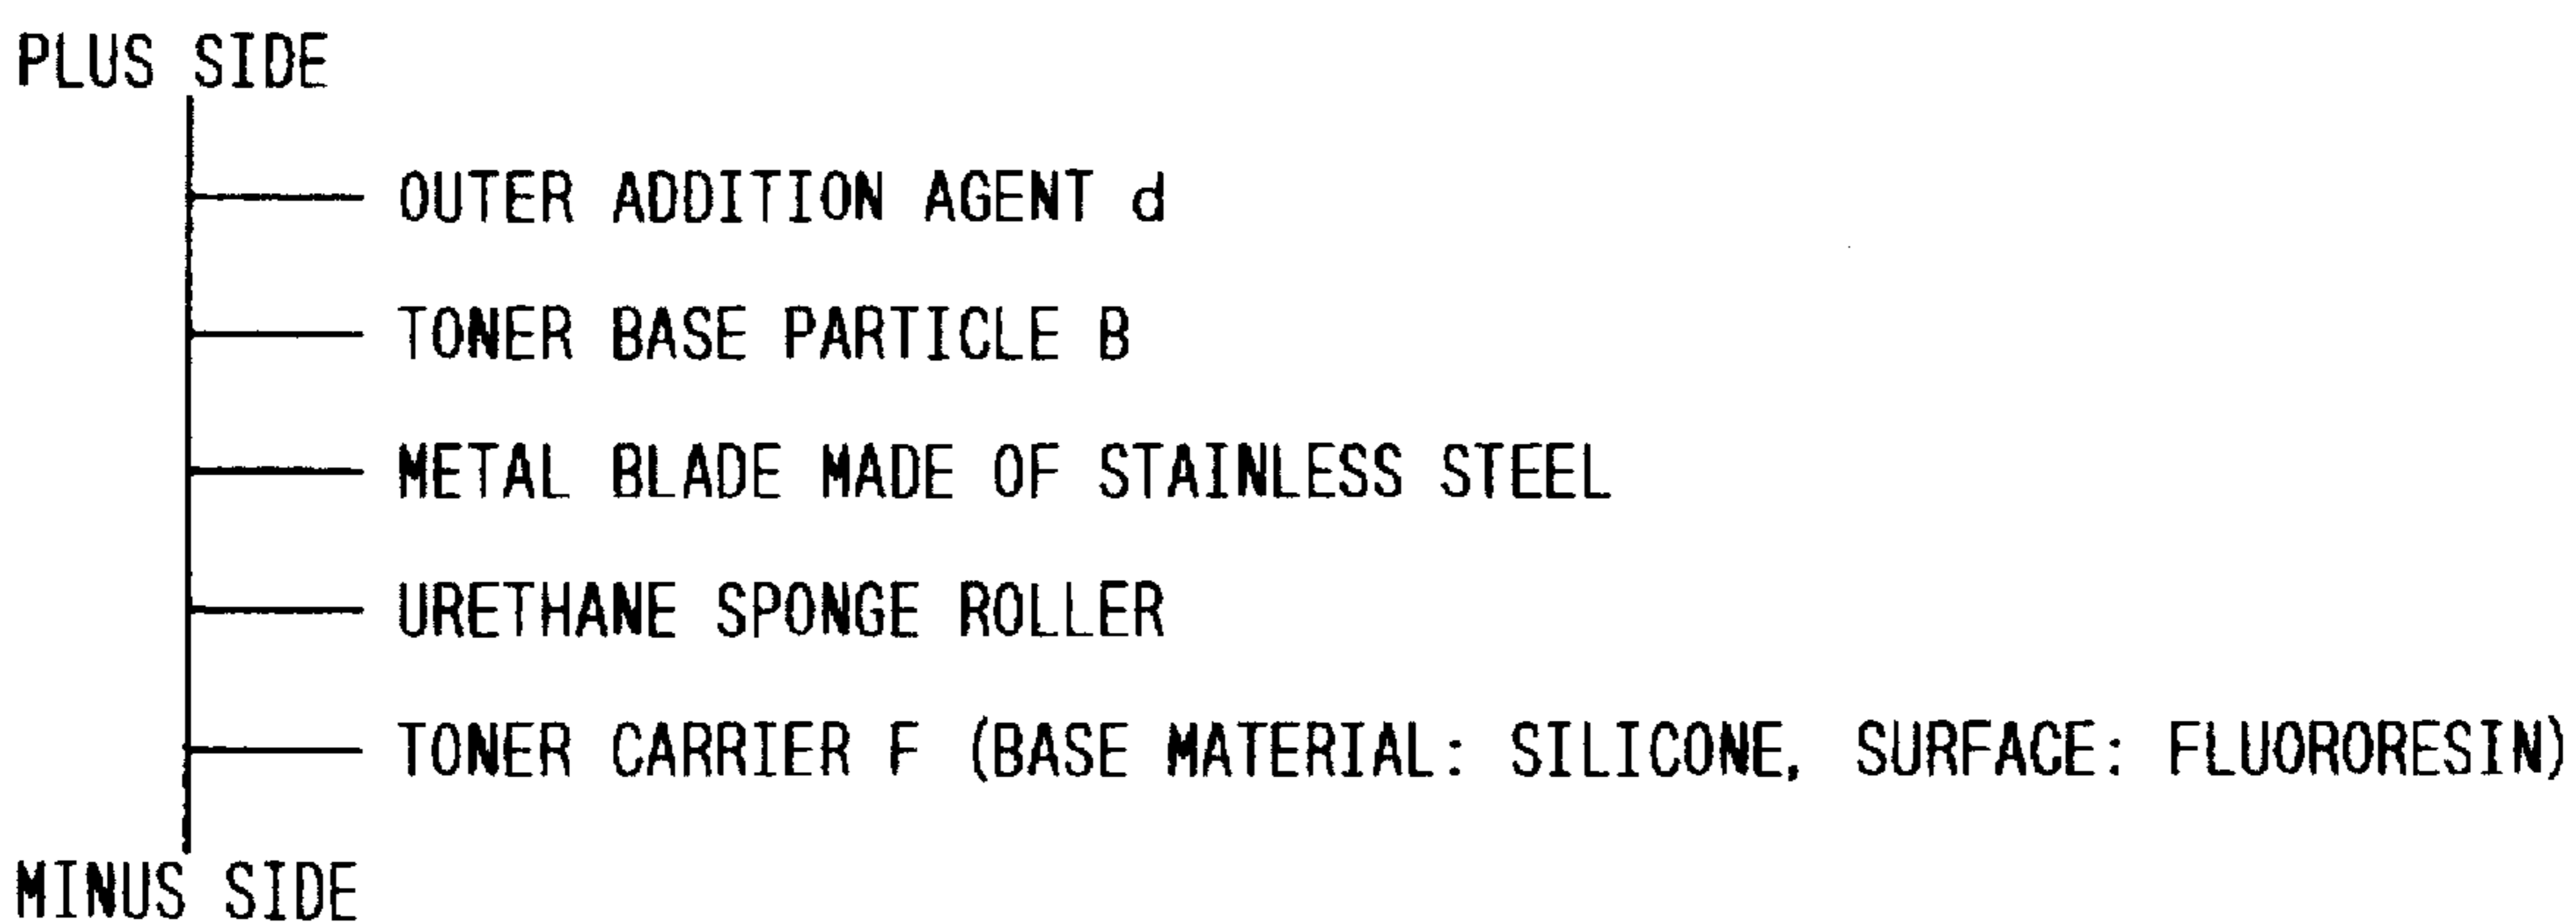 PLUS SIDE
OUTER ADDITION AGENT d
TONER BASE PARTICLE B
METAL BLADE MADE OF STAINLESS STEEL
URETHANE SPONGE ROLLER
TONER CARRIER F (BASE MATERIAL: SILICONE, SURFACE: FLUORORESIN)
MINUS SIDE